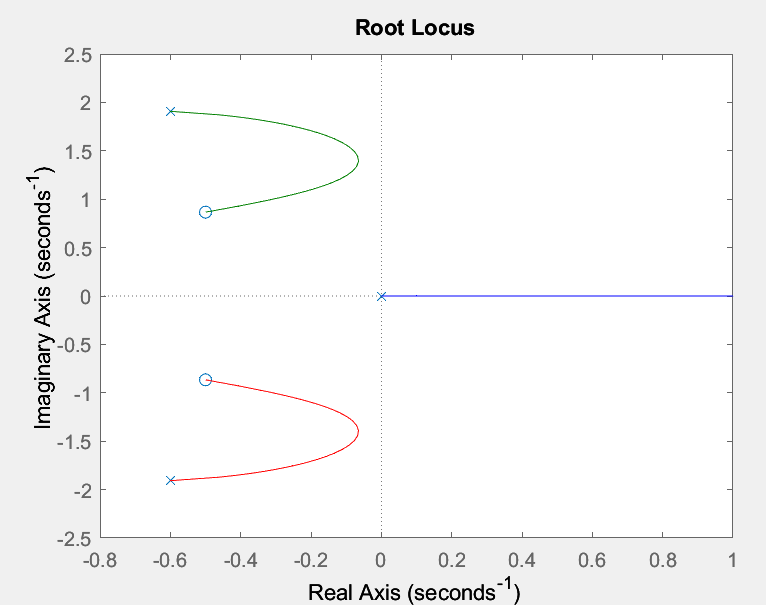 Root Locus
Imaginary Axis (seconds⁻¹)
2.5
2
1.5
1
0.5
0
-0.5
-1
-1.5
-2
-2.5
-0.8 -0.6 -0.4 -0.2 0 0.2 0.4 0.6 0.8 1
Real Axis (seconds⁻¹)